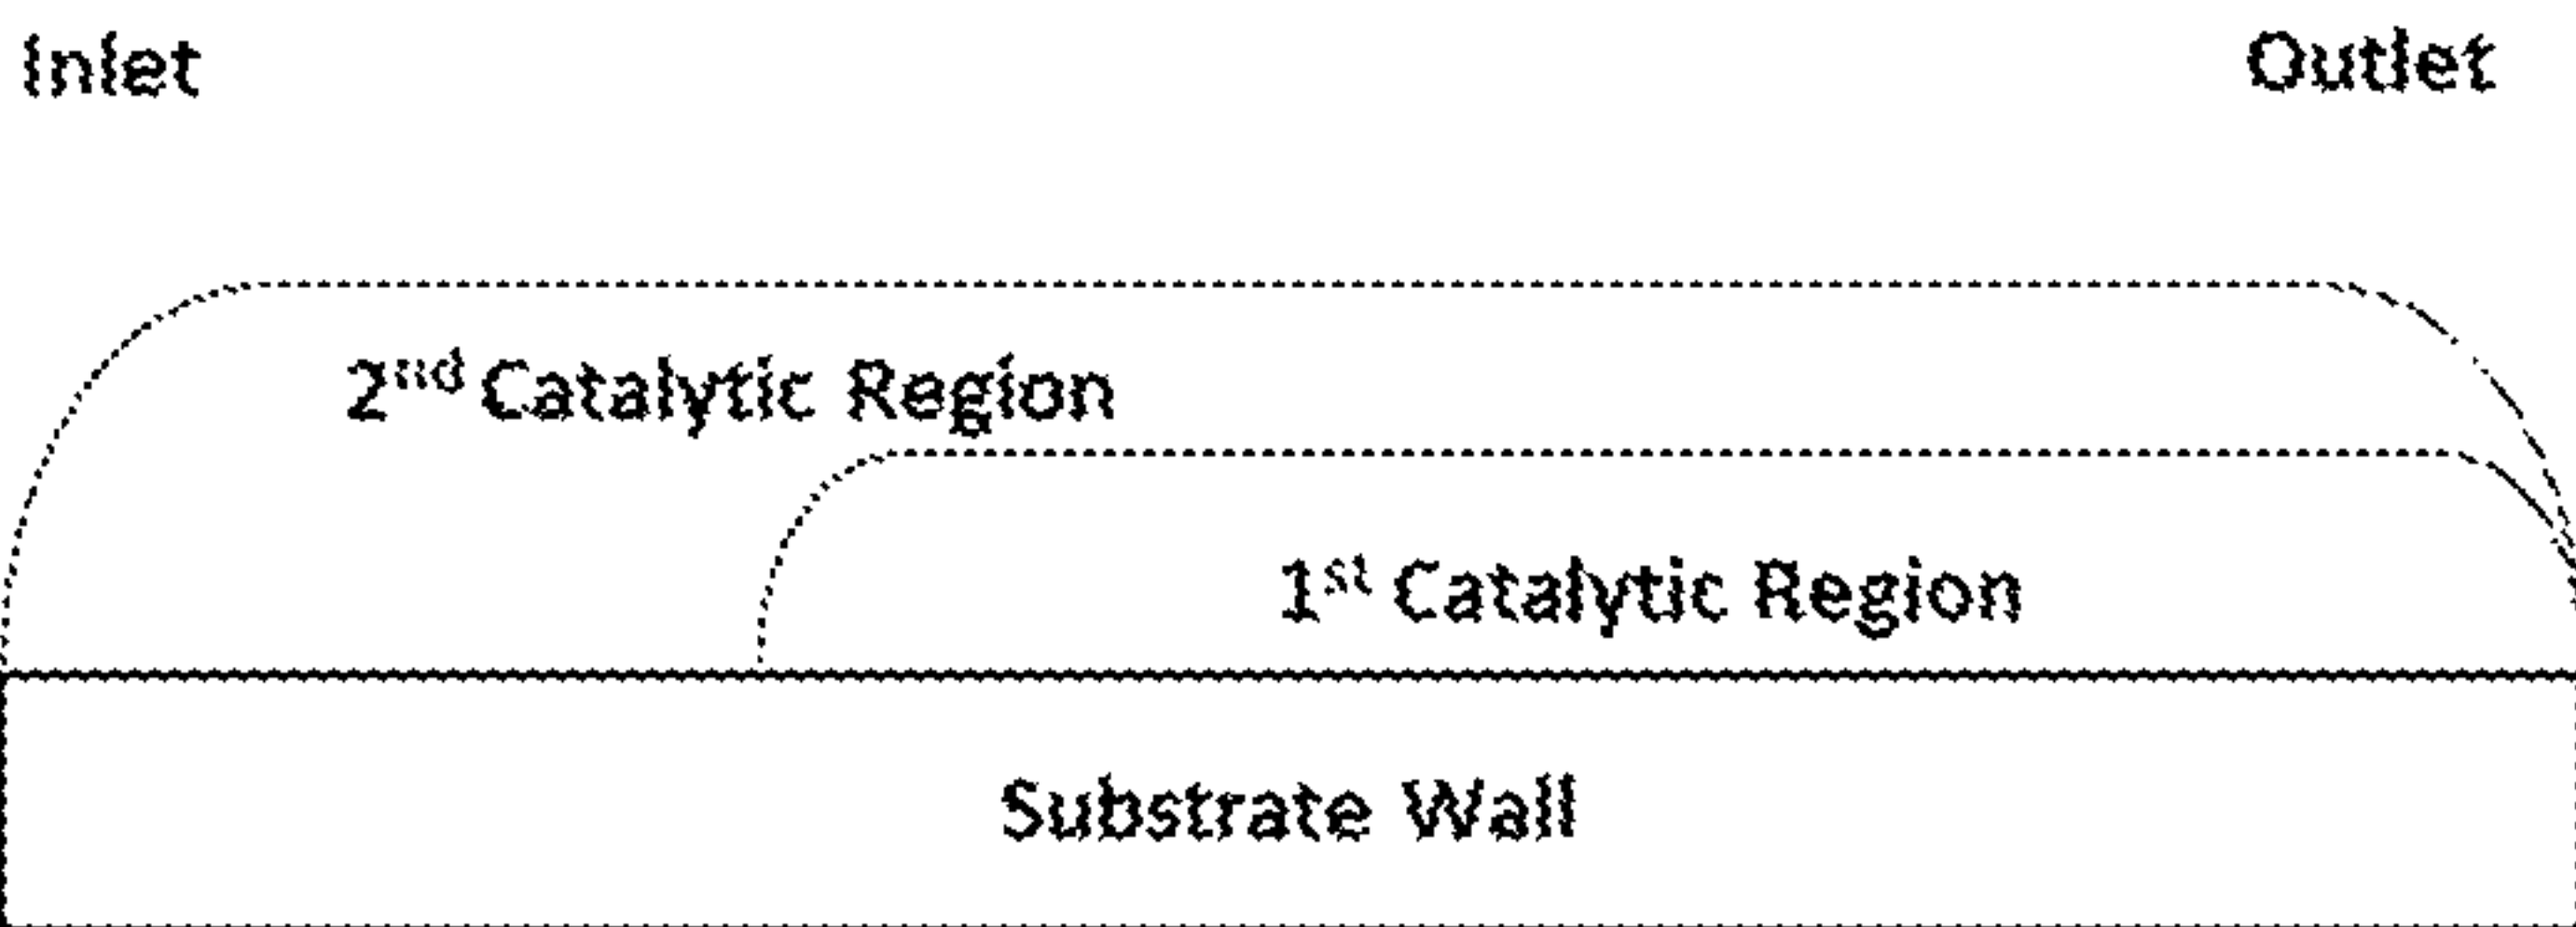 Inlet
Outlet
2nd Catalytic Region
1st Catalytic Region
Substrate Wall